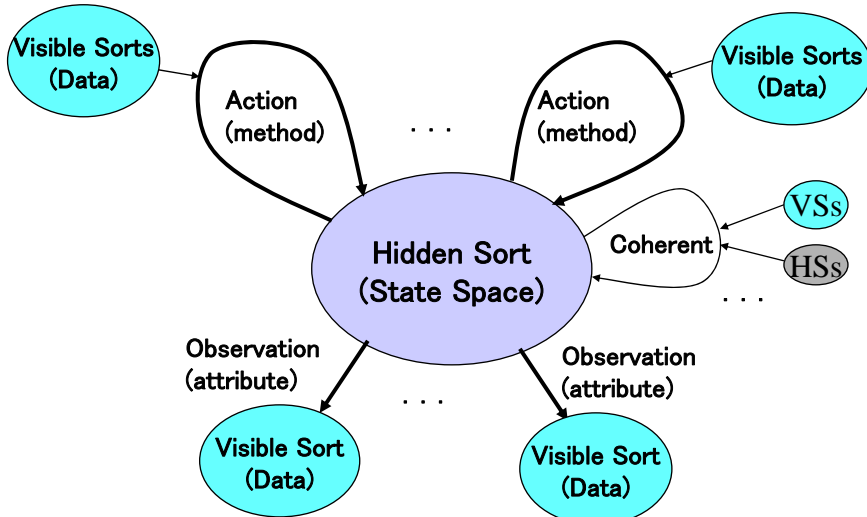 Visible Sorts
(Data)
Action
(method)
. . .
Action
(method)
Visible Sorts
(Data)
VSs
Coherent
HSs
. . .
Hidden Sort
(State Space)
Observation
(attribute)
. . .
Observation
(attribute)
Visible Sort
(Data)
Visible Sort
(Data)